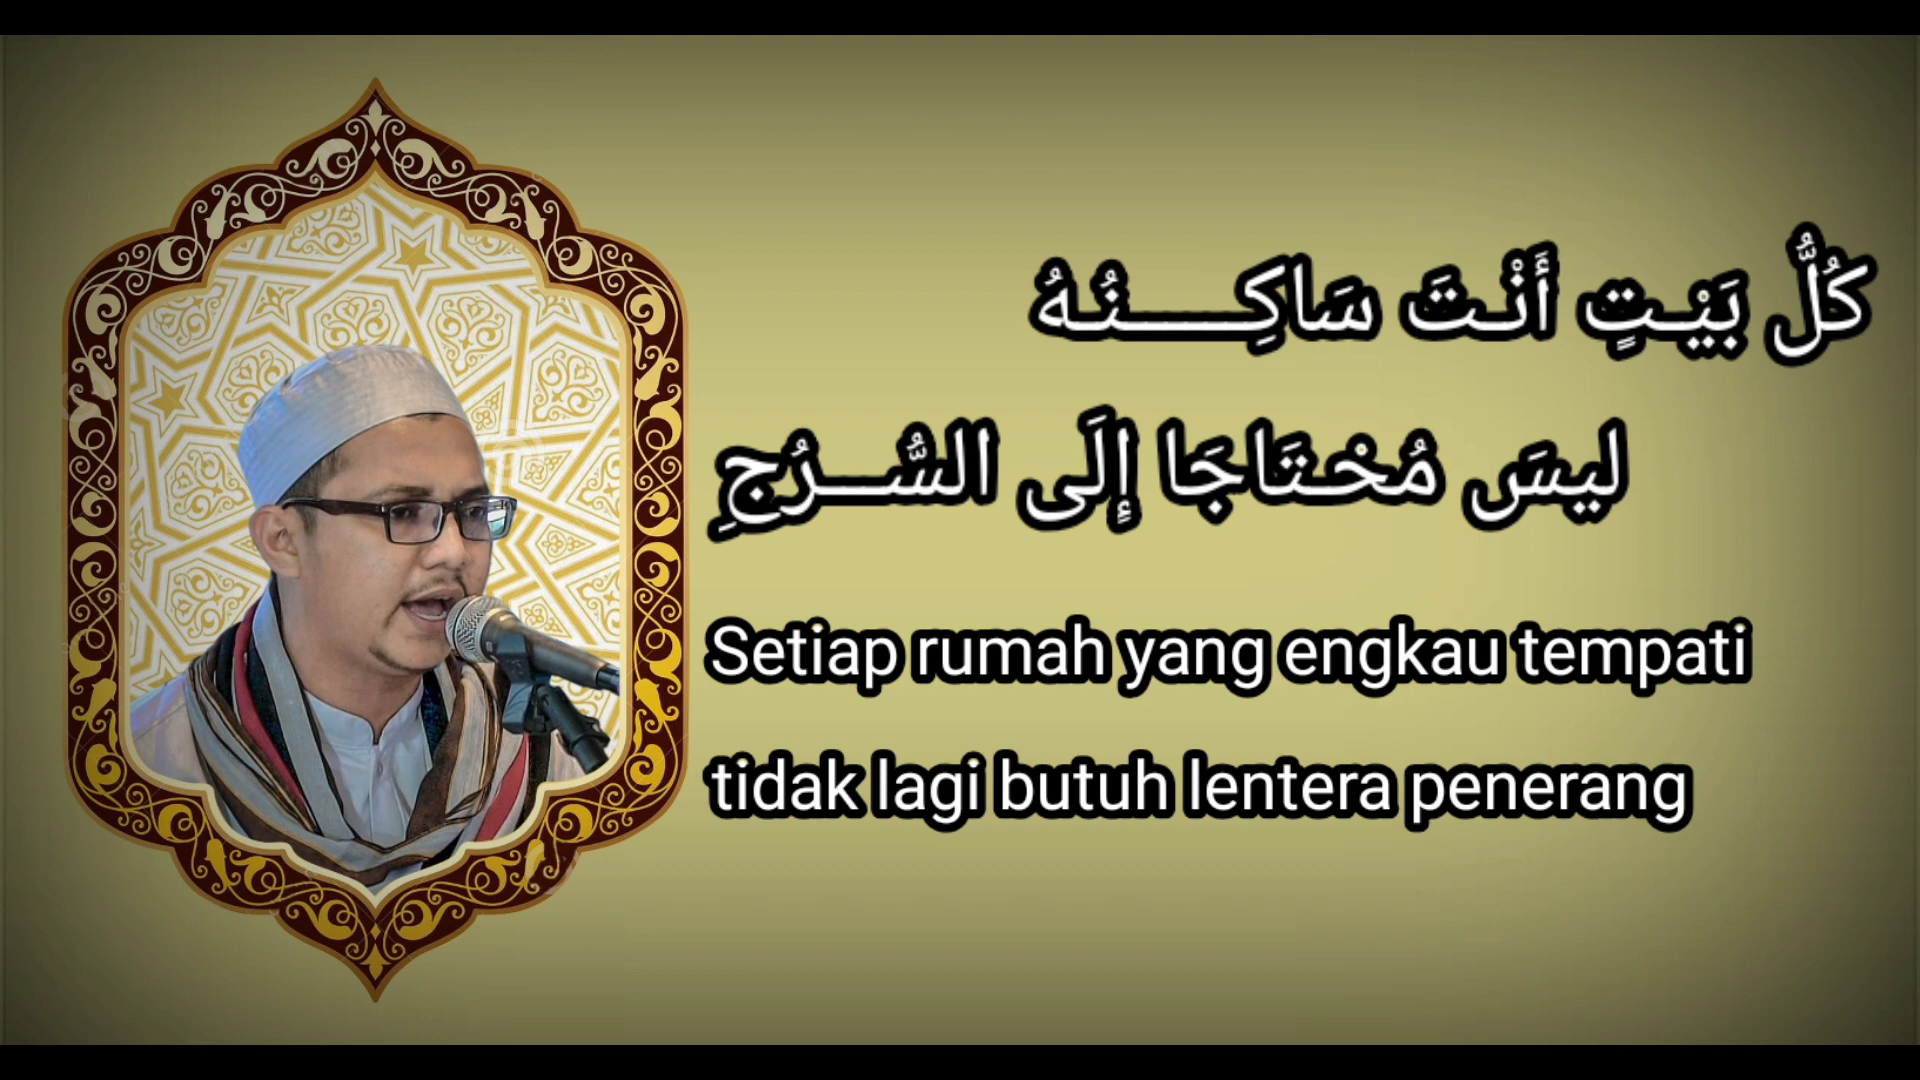 كُلُّ بَيْتٍ أَنْتَ سَاكِـــنُهُ
ليسَ مُحْتَاجَا إِلَى السُّـــرُجِ
Setiap rumah yang engkau tempati
tidak lagi butuh lentera penerang